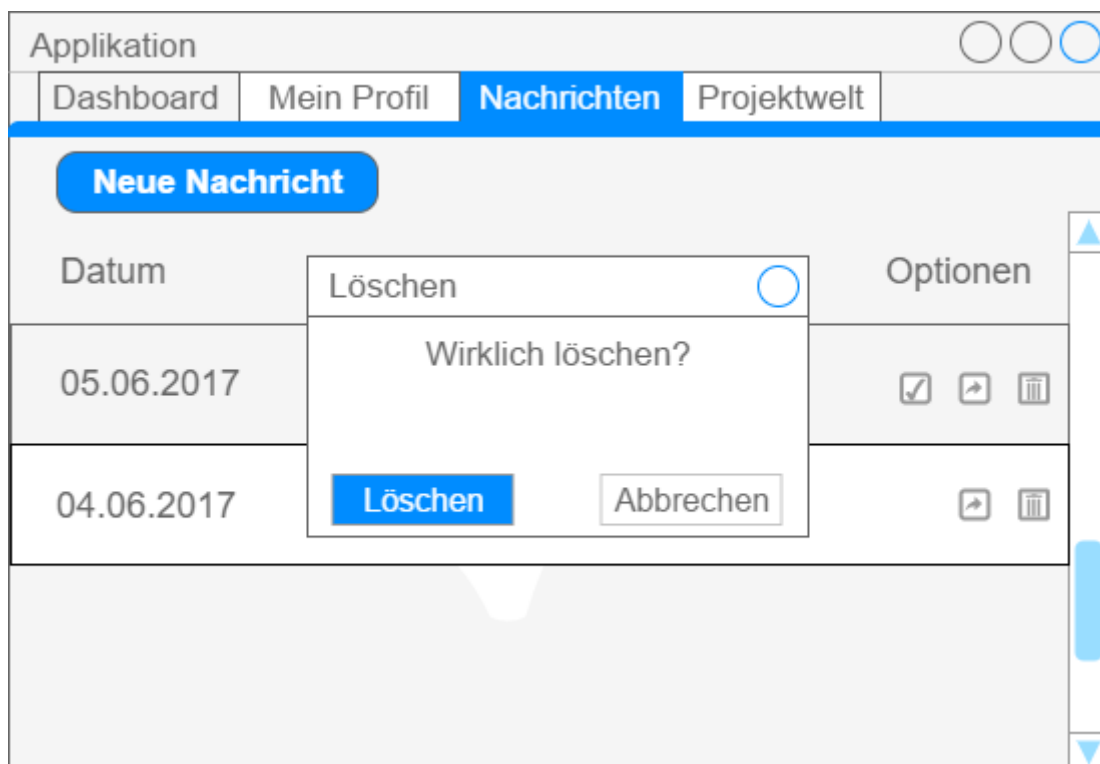 Applikation
Dashboard Mein Profil Nachrichten Projektwelt
Neue Nachricht
Datum Optionen
Löschen
Wirklich löschen?
05.06.2017
04.06.2017
Löschen Abbrechen